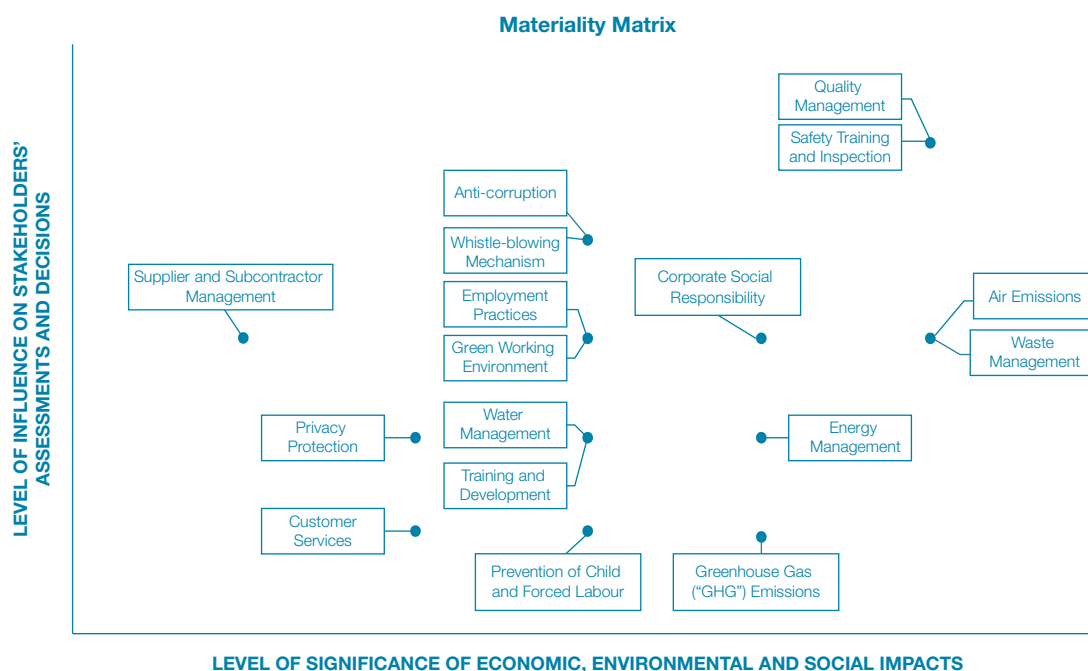 Materiality Matrix
LEVEL OF INFLUENCE ON STAKEHOLDERS’
ASSESSMENTS AND DECISIONS
Quality
Management
Safety Training
and Inspection
Anti-corruption
Whistle-blowing
Mechanism
Supplier and Subcontractor
Management
Corporate Social
Responsibility
Employment
Practices
Green Working
Environment
Air Emissions
Waste
Management
Privacy
Protection
Water
Management
Training and
Development
Energy
Management
Customer
Services
Prevention of Child
and Forced Labour
Greenhouse Gas
(“GHG”) Emissions
LEVEL OF SIGNIFICANCE OF ECONOMIC, ENVIRONMENTAL AND SOCIAL IMPACTS